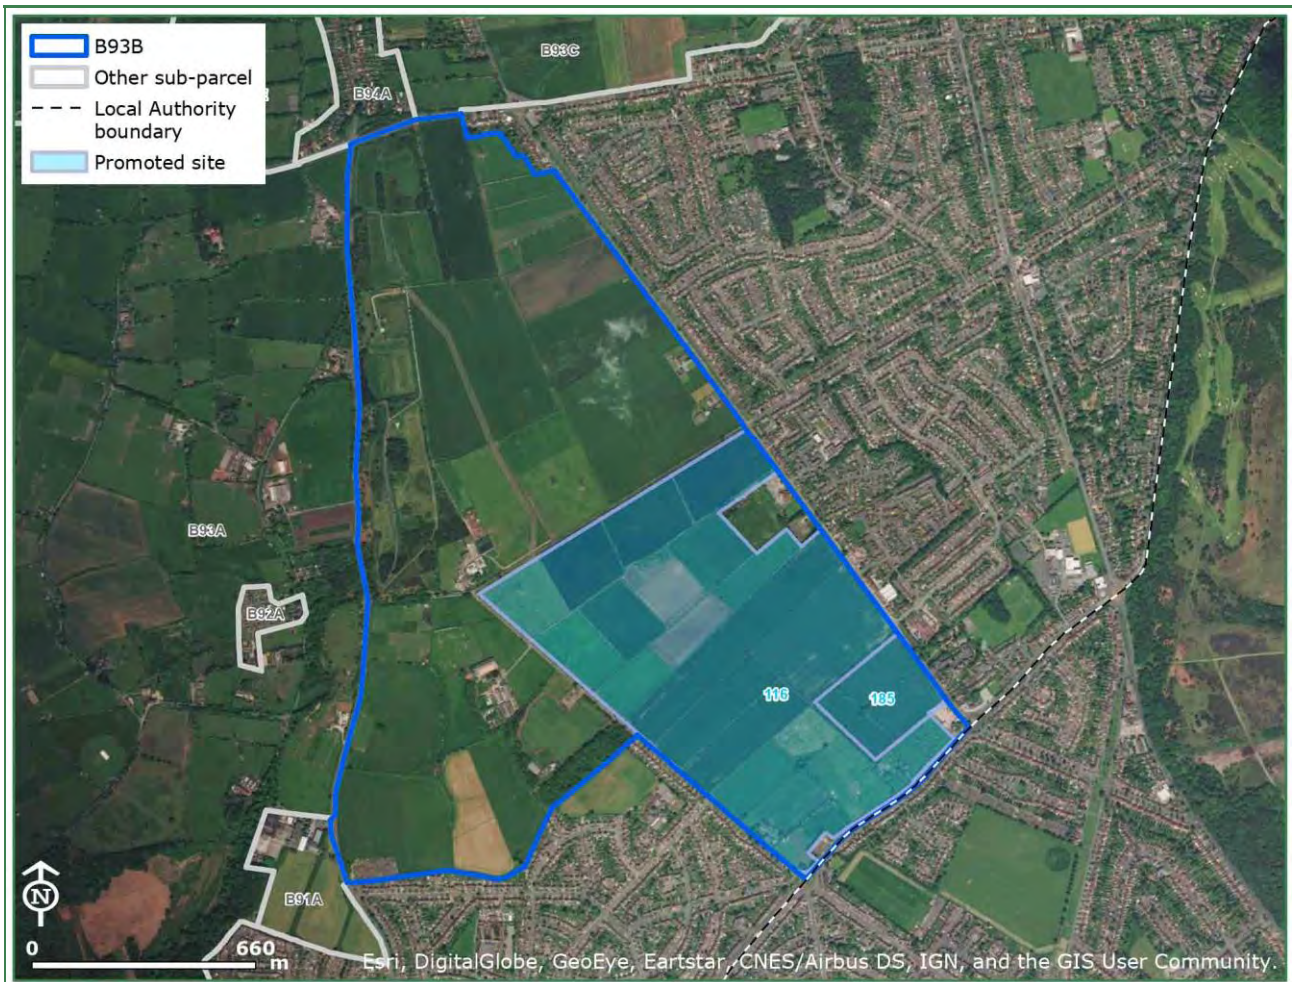 B93B
Other sub-parcel
Local Authority
boundary
Promoted site
B93C
B94A
B93A
B92A
116
185
B91A
N
0
660
m
Esri, DigitalGlobe, GeoEye, Eartstar, CNES/Airbus DS, IGN, and the GIS User Community.